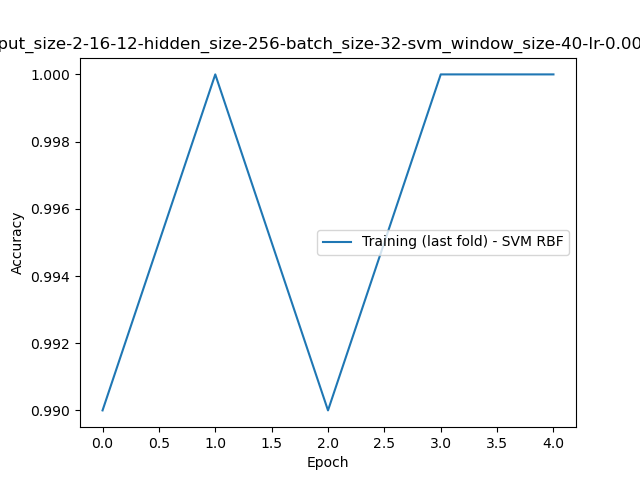 put_size-2-16-12-hidden_size-256-batch_size-32-svm_window_size-40-lr-0.00
1.000
0.998
0.996
0.994
0.992
0.990
Accuracy
Training (last fold) - SVM RBF
0.0 0.5 1.0 1.5 2.0 2.5 3.0 3.5 4.0
Epoch